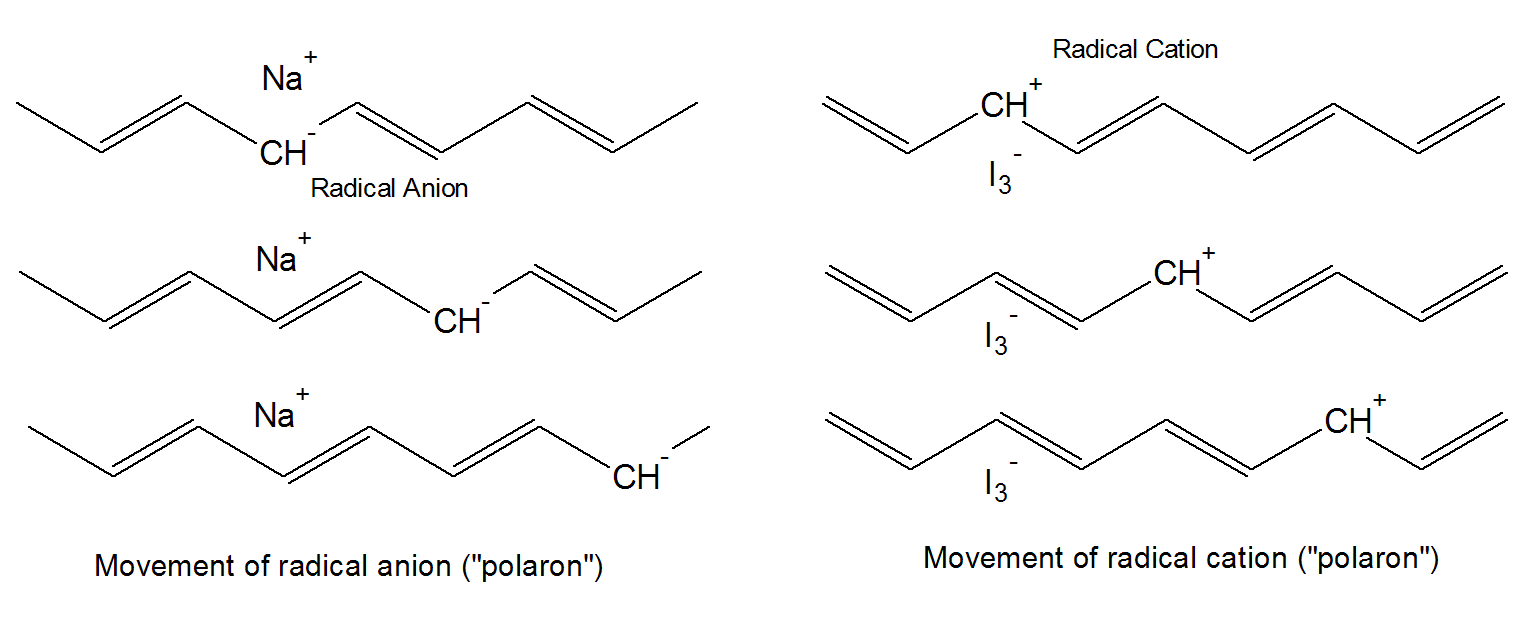 Na+
CH-
Radical Anion
Na+
CH-
Na+
CH-
Movement of radical anion ("polaron")
Radical Cation
CH+
I3-
CH+
I3-
CH+
I3-
Movement of radical cation ("polaron")